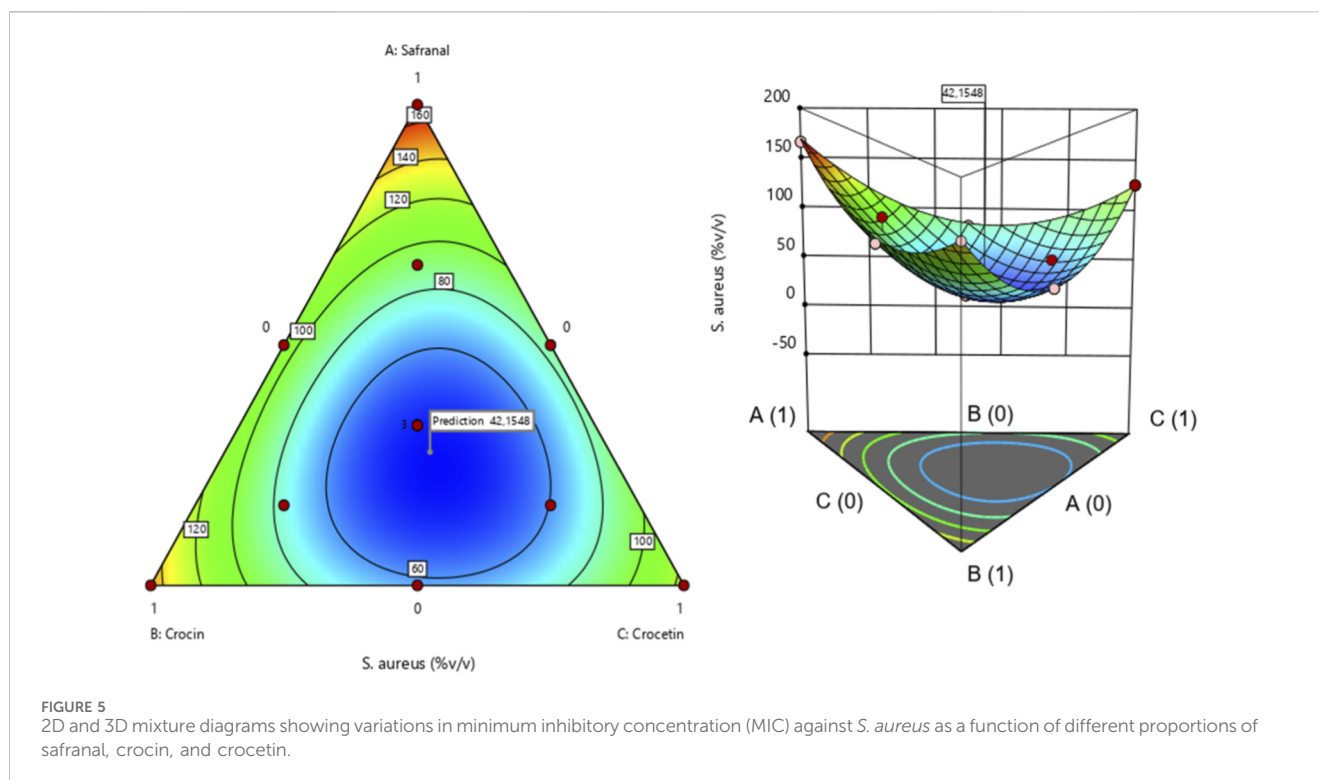 A: Safranal
1
160
140
120
80
0
100
0
3
Prediction 42,1548
120
100
60
1
0
1
B: Crocin
C: Crocetin
S. aureus (%v/v)
42,1548
200
150
100
50
0
-50
S. aureus (%v/v)
A (1)
B (0)
C (1)
C (0)
A (0)
B (1)
FIGURE 5
2D and 3D mixture diagrams showing variations in minimum inhibitory concentration (MIC) against S. aureus as a function of different proportions of
safranal, crocin, and crocetin.